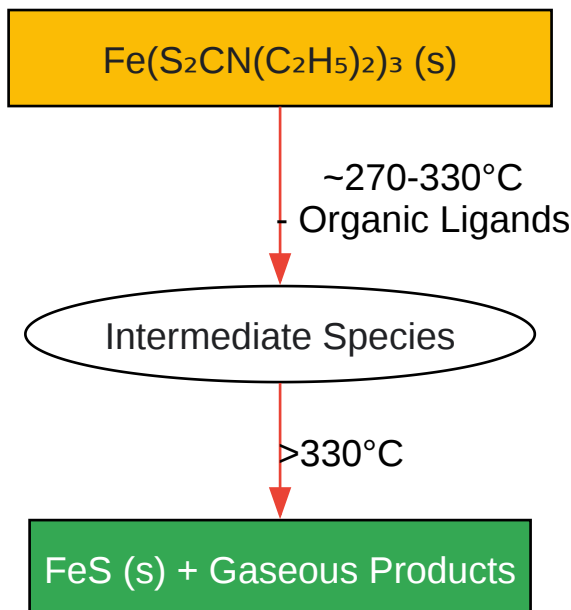 Fe(S₂CN(C₂H₅)₂)₃ (s)
~270-330°C
- Organic Ligands
Intermediate Species
>330°C
FeS (s) + Gaseous Products